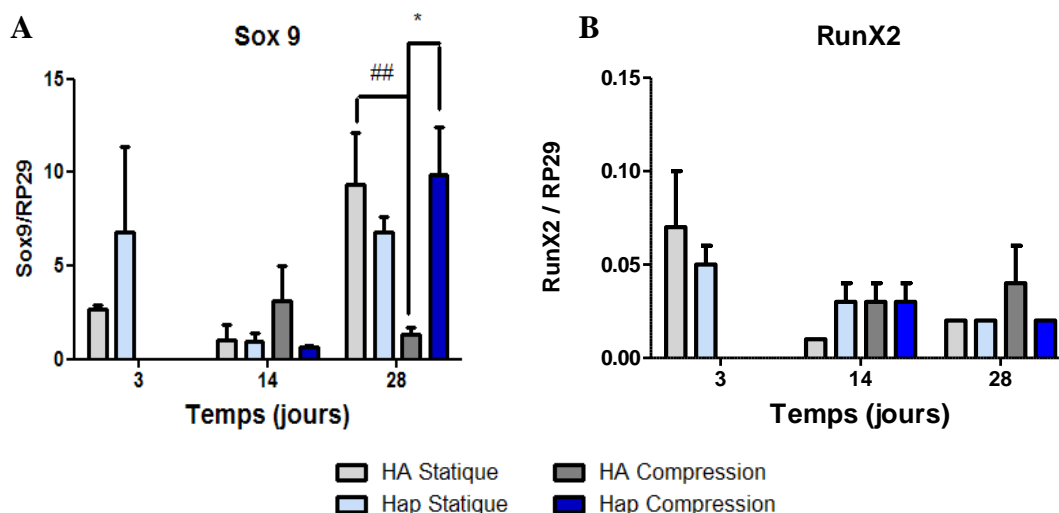 A
Sox 9
*
##
15
10
5
0
Sox9/RP29
3
14
28
Temps (jours)
B
RunX2
0.15
0.10
0.05
0.00
RunX2 / RP29
3
14
28
Temps (jours)
HA Statique
HA Compression
Hap Statique
Hap Compression